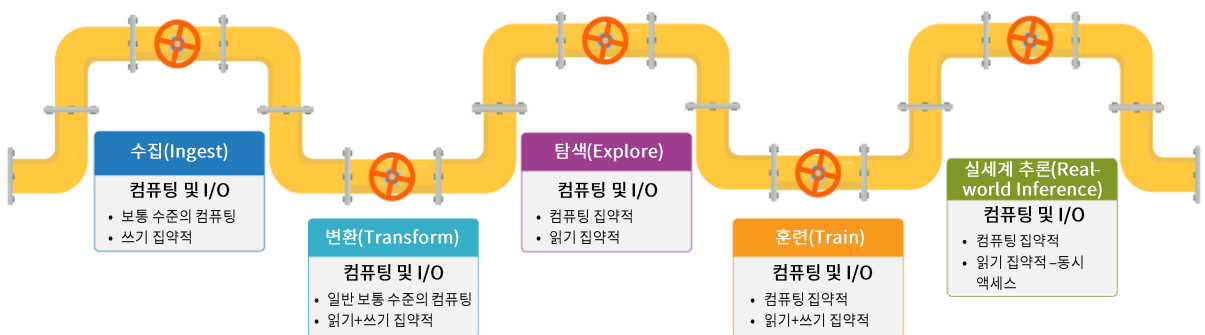 수집(Ingest)
컴퓨팅 및 I/O
• 보통 수준의 컴퓨팅
• 쓰기 집약적
변환(Transform)
컴퓨팅 및 I/O
• 일반 보통 수준의 컴퓨팅
• 읽기+쓰기 집약적
탐색(Explore)
컴퓨팅 및 I/O
• 컴퓨팅 집약적
• 읽기 집약적
훈련(Train)
컴퓨팅 및 I/O
• 컴퓨팅 집약적
• 읽기+쓰기 집약적
실세계 추론(Real-
world Inference)
컴퓨팅 및 I/O
• 컴퓨팅 집약적
• 읽기 집약적 –동시
액세스